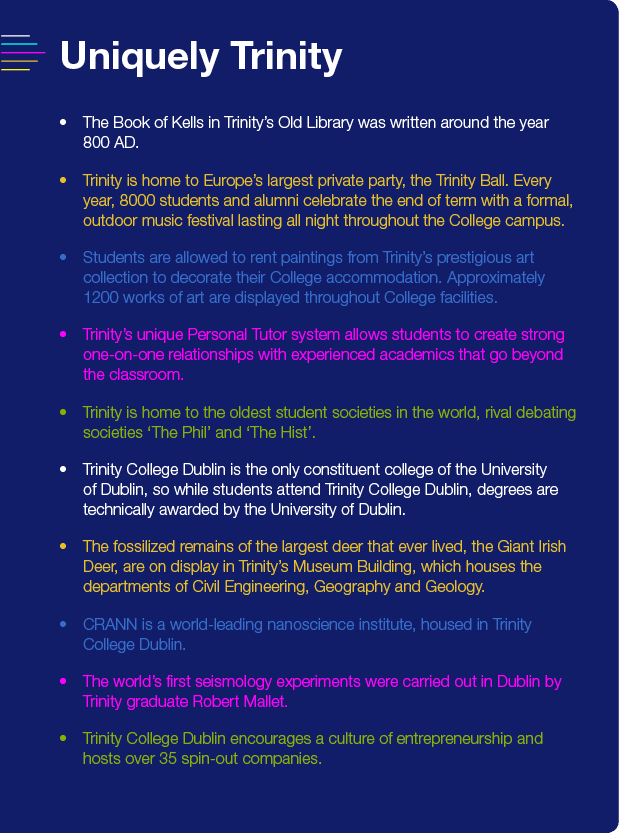 Uniquely Trinity
• The Book of Kells in Trinity’s Old Library was written around the year
800 AD.
• Trinity is home to Europe’s largest private party, the Trinity Ball. Every
year, 8000 students and alumni celebrate the end of term with a formal,
outdoor music festival lasting all night throughout the College campus.
• Students are allowed to rent paintings from Trinity’s prestigious art
collection to decorate their College accommodation. Approximately
1200 works of art are displayed throughout College facilities.
• Trinity’s unique Personal Tutor system allows students to create strong
one-on-one relationships with experienced academics that go beyond
the classroom.
• Trinity is home to the oldest student societies in the world, rival debating
societies ‘The Phil’ and ‘The Hist’.
• Trinity College Dublin is the only constituent college of the University
of Dublin, so while students attend Trinity College Dublin, degrees are
technically awarded by the University of Dublin.
• The fossilized remains of the largest deer that ever lived, the Giant Irish
Deer, are on display in Trinity’s Museum Building, which houses the
departments of Civil Engineering, Geography and Geology.
• CRANN is a world-leading nanoscience institute, housed in Trinity
College Dublin.
• The world’s first seismology experiments were carried out in Dublin by
Trinity graduate Robert Mallet.
• Trinity College Dublin encourages a culture of entrepreneurship and
hosts over 35 spin-out companies.